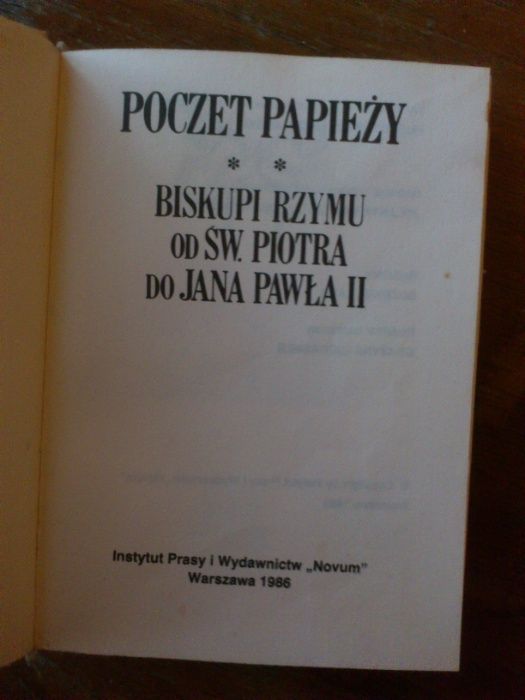 POCZET PAPIEŻY
* *
BISKUPI RZYMU
OD ŚW. PIOTRA
DO JANA PAWŁA II
Instytut Prasy i Wydawnictw „Novum”
Warszawa 1986